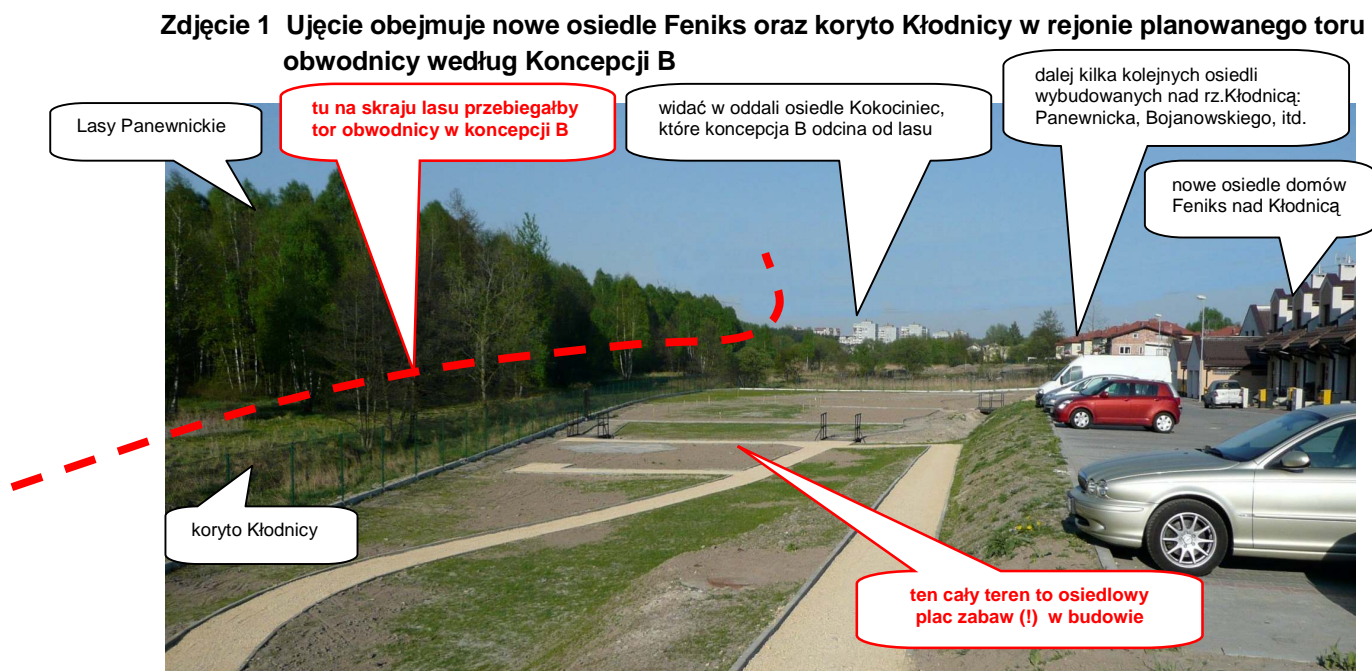 Zdjęcie 1 Ujęcie obejmuje nowe osiedle Feniks oraz koryto Kłodnicy w rejonie planowanego toru
obwodnicy według Koncepcji B
Lasy Panewnickie
tu na skraju lasu przebiegałby
tor obwodnicy w koncepcji B
widać w oddali osiedle Kokociniec,
które koncepcja B odcina od lasu
dalej kilka kolejnych osiedli
wybudowanych nad rz.Kłodnicą:
Panewnicka, Bojanowskiego, itd.
nowe osiedle domów
Feniks nad Kłodnicą
koryto Kłodnicy
ten cały teren to osiedlowy
plac zabaw (!) w budowie